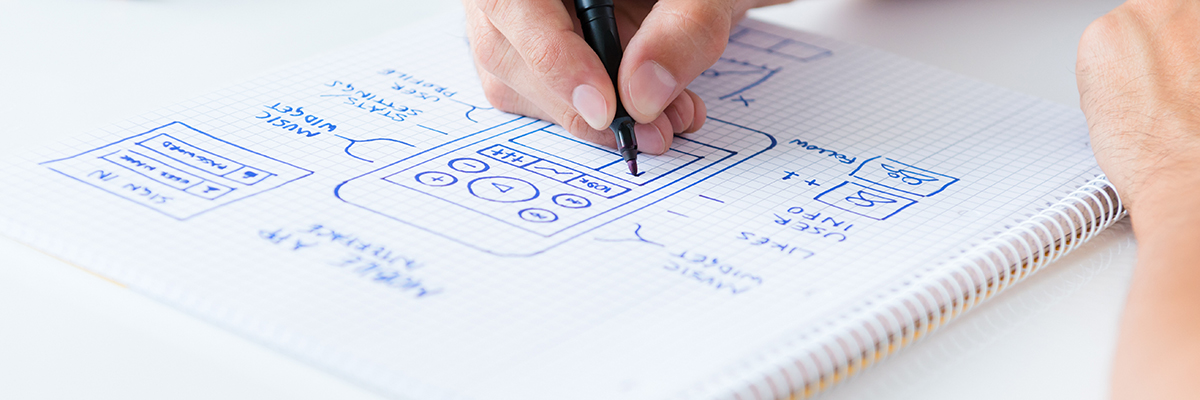 MOBILE APP
INTERFACE
MUSIC
WIDGET
LIKES
USER
INFO
+1
FOLLOW
SIGN IN
USER NAME
PASSWORD
MUSIC
WIDGET
STATS/
SETTINGS
USER
PROFILE
X